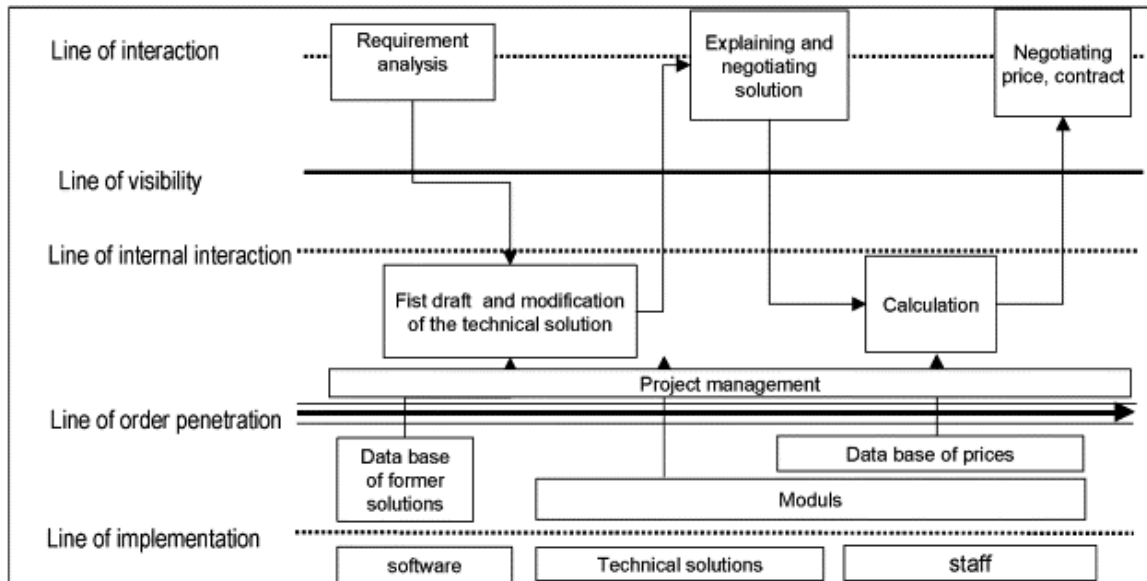 Line of interaction
Requirement
analysis
Explaining and
negotiating
solution
Negotiating
price, contract
Line of visibility
Line of internal interaction
Fist draft and modification
of the technical solution
Calculation
Project management
Line of order penetration
Data base
of former
solutions
Data base of prices
Moduls
Line of implementation
software
Technical solutions
staff